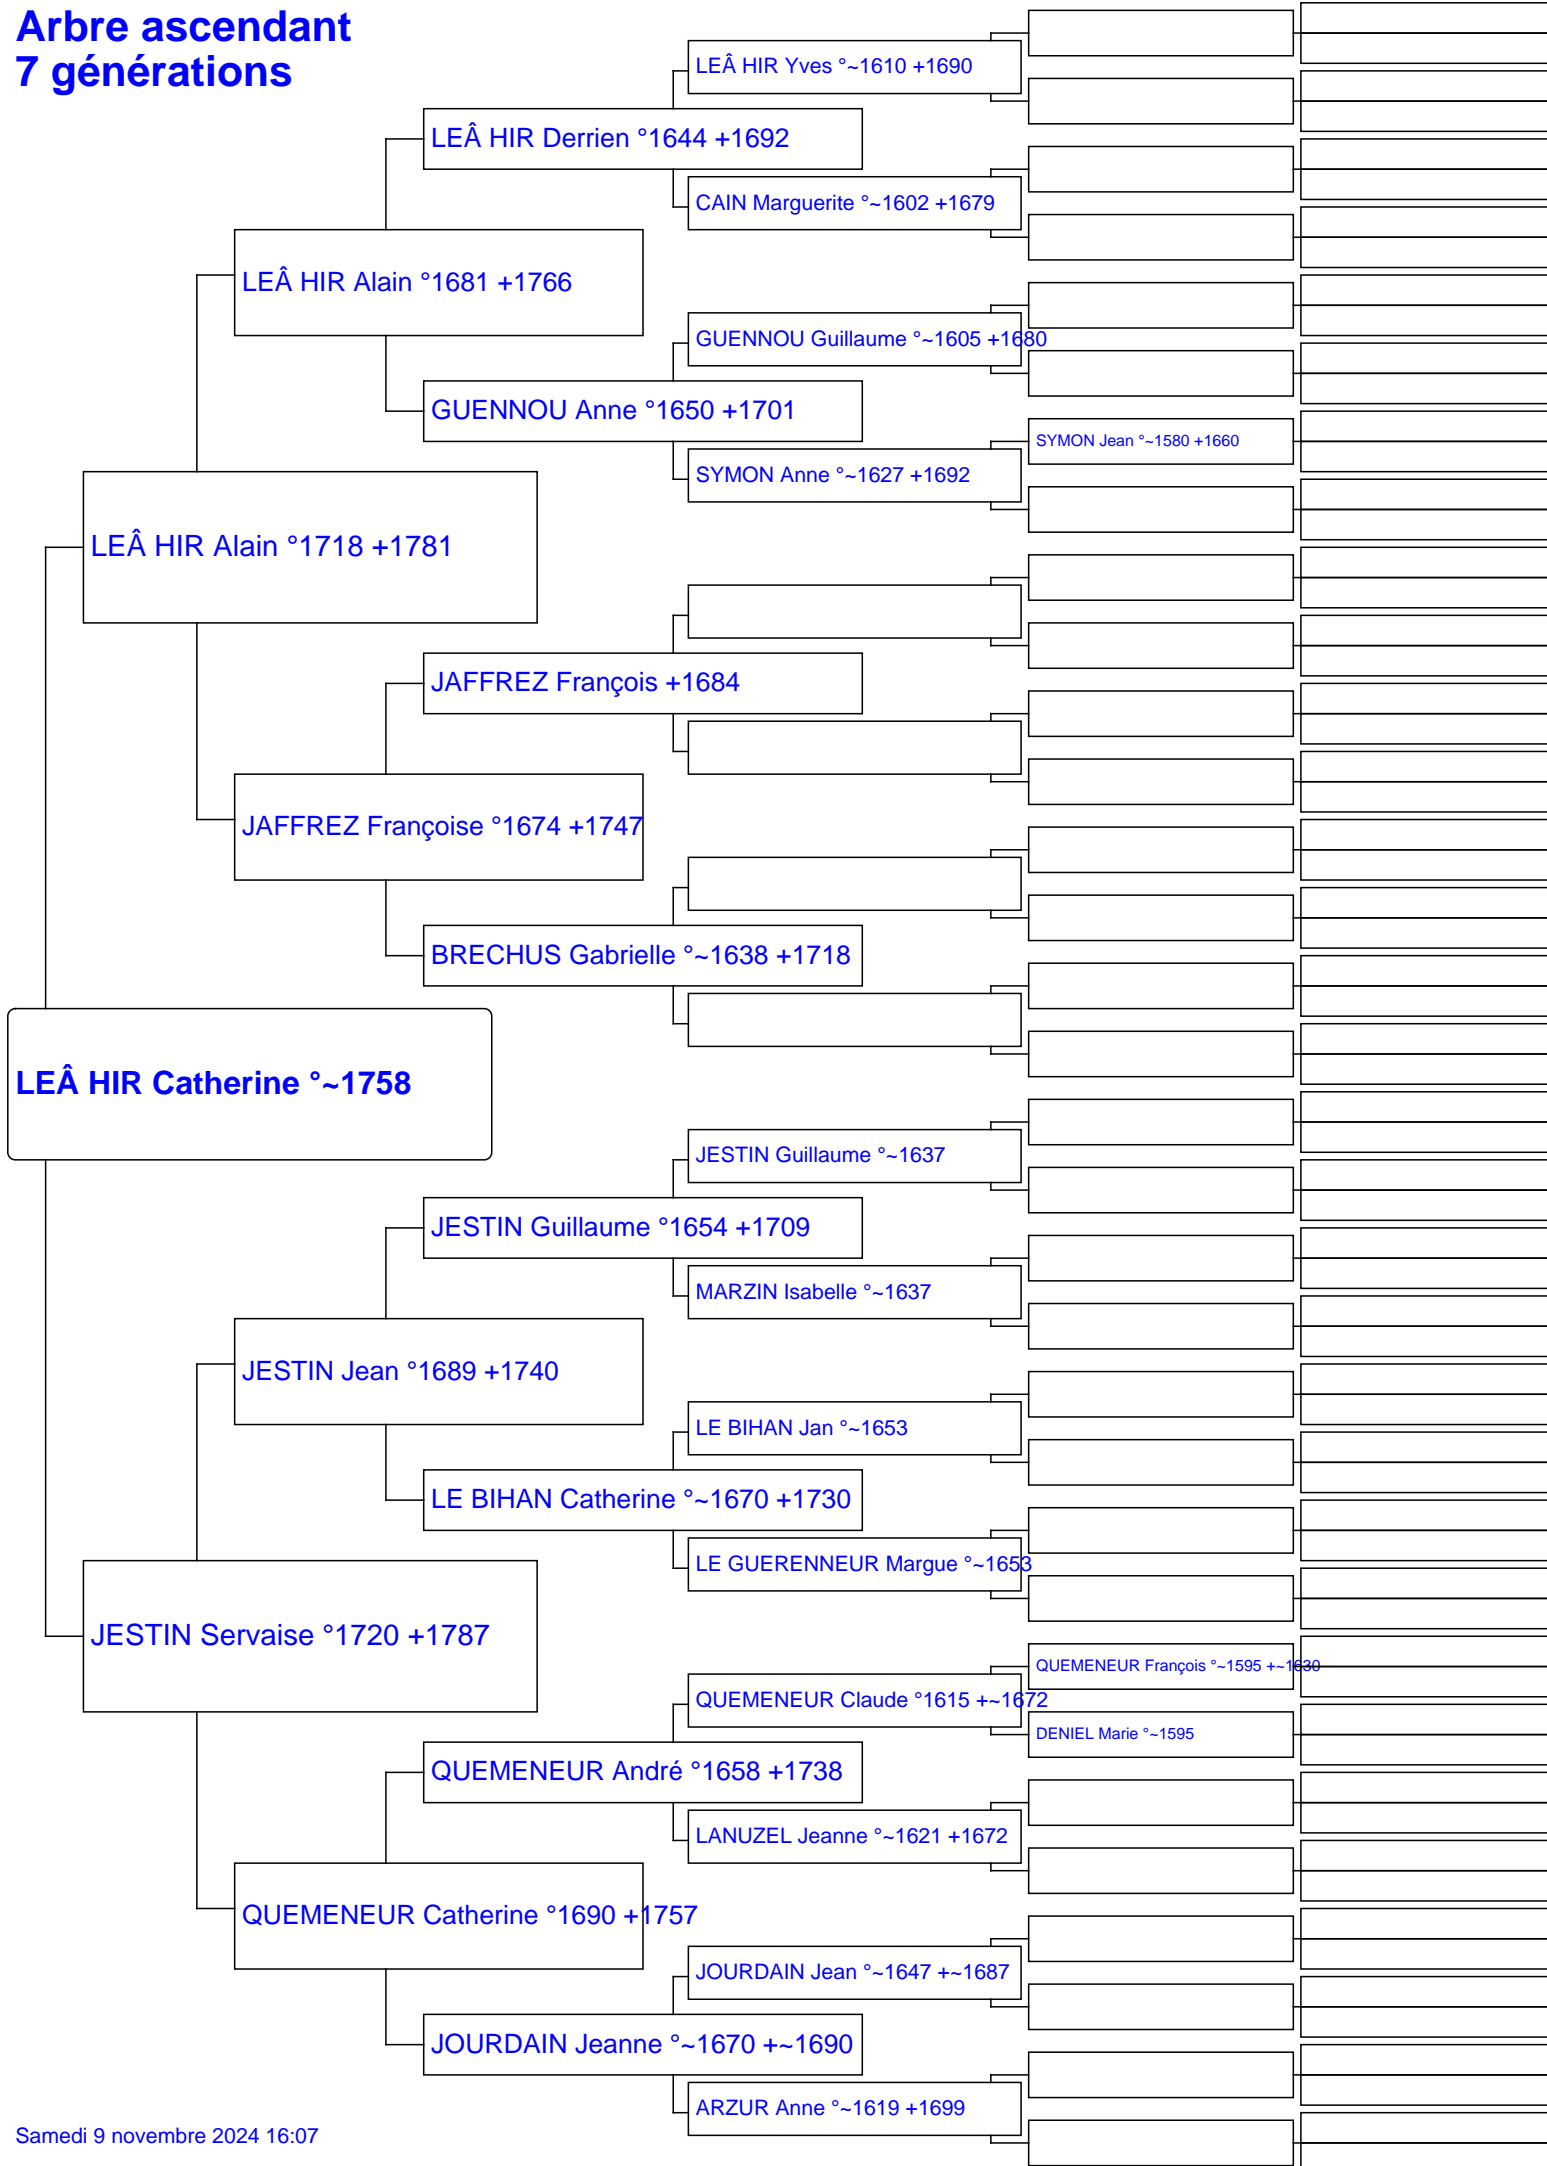 Arbre ascendant
7 générations
LEÂ HIR Yves °~1610 +1690
LEÂ HIR Derrien °1644 +1692
CAIN Marguerite °~1602 +1679
LEÂ HIR Alain °1681 +1766
GUENNOU Guillaume °~1605 +1680
GUENNOU Anne °1650 +1701
SYMON Jean °~1580 +1660
SYMON Anne °~1627 +1692
LEÂ HIR Alain °1718 +1781
JAFFREZ François +1684
JAFFREZ Françoise °1674 +1747
BRECHUS Gabrielle °~1638 +1718
LEÂ HIR Catherine °~1758
JESTIN Guillaume °~1637
JESTIN Guillaume °1654 +1709
MARZIN Isabelle °~1637
JESTIN Jean °1689 +1740
LE BIHAN Jan °~1653
LE BIHAN Catherine °~1670 +1730
LE GUERENNEUR Margue °~1653
JESTIN Servaise °1720 +1787
QUEMENEUR François °~1595 +~1630
QUEMENEUR Claude °1615 +~1672
DENIEL Marie °~1595
QUEMENEUR André °1658 +1738
LANUZEL Jeanne °~1621 +1672
QUEMENEUR Catherine °1690 +1757
JOURDAIN Jean °~1647 +~1687
JOURDAIN Jeanne °~1670 +~1690
ARZUR Anne °~1619 +1699
Samedi 9 novembre 2024 16:07